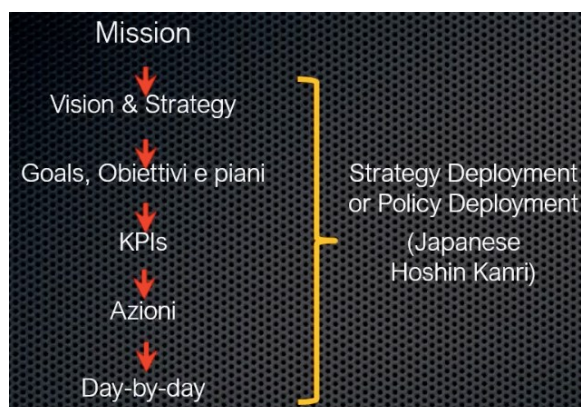 Mission
Vision & Strategy
Goals, Obiettivi e piani
KPIs
Azioni
Day-by-day
Strategy Deployment
or Policy Deployment
(Japanese
Hoshin Kanri)